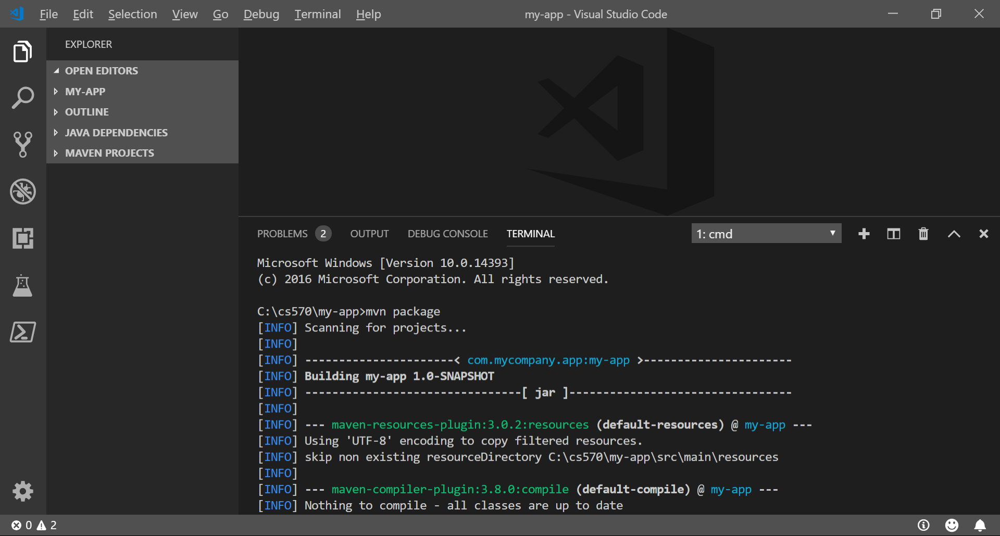 File Edit Selection View Go Debug Terminal Help my-app - Visual Studio Code
EXPLORER
OPEN EDITORS
MY-APP
OUTLINE
JAVA DEPENDENCIES
MAVEN PROJECTS
PROBLEMS 2 OUTPUT DEBUG CONSOLE TERMINAL 1: cmd
Microsoft Windows [Version 10.0.14393]
(c) 2016 Microsoft Corporation. All rights reserved.
C:\cs570\my-app>mvn package
[INFO] Scanning for projects...
[INFO]
[INFO] ----------------------< com.mycompany.app:my-app >----------------------
[INFO] Building my-app 1.0-SNAPSHOT
[INFO] --------------------------------[ jar ]---------------------------------
[INFO]
[INFO] --- maven-resources-plugin:3.0.2:resources (default-resources) @ my-app ---
[INFO] Using 'UTF-8' encoding to copy filtered resources.
[INFO] skip non existing resourceDirectory C:\cs570\my-app\src\main\resources
[INFO]
[INFO] --- maven-compiler-plugin:3.8.0:compile (default-compile) @ my-app ---
[INFO] Nothing to compile - all classes are up to date
0 2